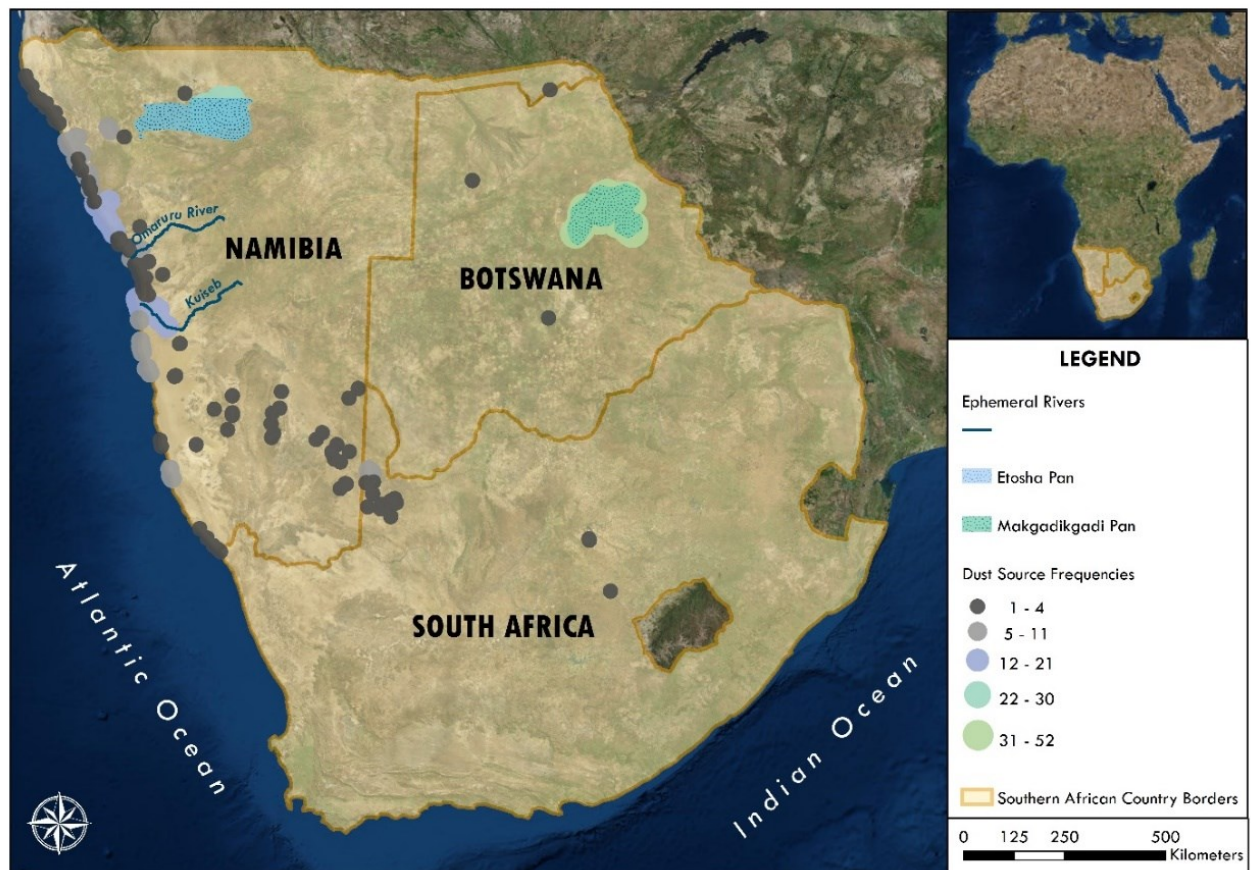 Omaruru River
NAMIBIA
Kuiseb
BOTSWANA
SOUTH AFRICA
Atlantic Ocean
Indian Ocean
LEGEND
Ephemeral Rivers
Etosha Pan
Makgadikgadi Pan
Dust Source Frequencies
1 - 4
5 - 11
12 - 21
22 - 30
31 - 52
Southern African Country Borders
0 125 250 500
Kilometers